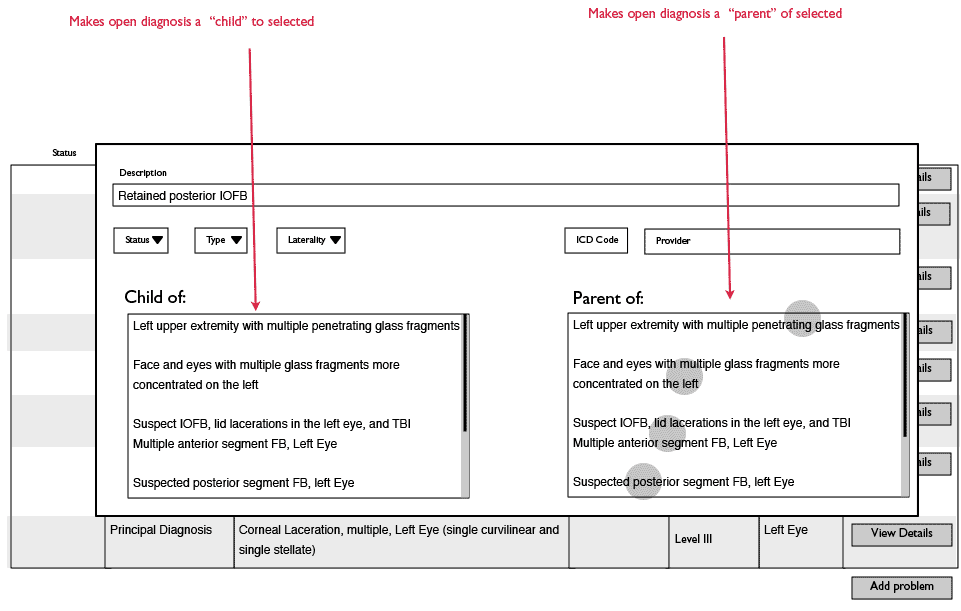 Makes open diagnosis a “child” to selected
Makes open diagnosis a “parent” of selected
Status
Description
Retained posterior IOFB
Status
Type
Laterality
ICD Code
Provider
Child of:
Left upper extremity with multiple penetrating glass fragments
Face and eyes with multiple glass fragments more
concentrated on the left
Suspect IOFB, lid lacerations in the left eye, and TBI
Multiple anterior segment FB, Left Eye
Suspected posterior segment FB, left Eye
Parent of:
Left upper extremity with multiple penetrating glass fragments
Face and eyes with multiple glass fragments more
concentrated on the left
Suspect IOFB, lid lacerations in the left eye, and TBI
Multiple anterior segment FB, Left Eye
Suspected posterior segment FB, left Eye
ails
ails
ails
ails
ails
ails
ails
Principal Diagnosis
Corneal Laceration, multiple, Left Eye (single curvilinear and
single stellate)
Level III
Left Eye
View Details
Add problem